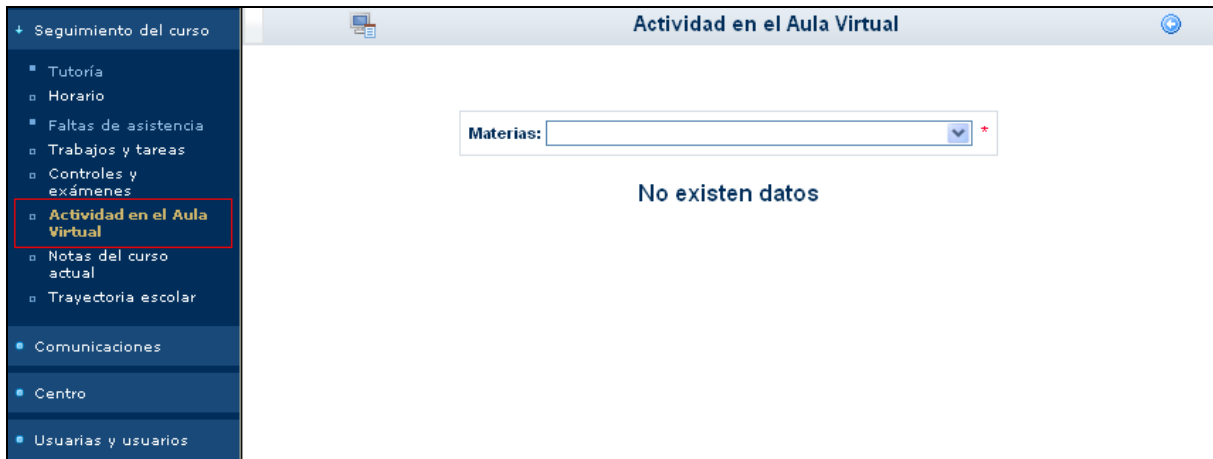 Seguimiento del curso
Tutoría
Horario
Faltas de asistencia
Trabajos y tareas
Controles y
exámenes
Actividad en el Aula
Virtual
Notas del curso
actual
Trayectoria escolar
Comunicaciones
Centro
Usuarias y usuarios
Actividad en el Aula Virtual
Materias: *
No existen datos